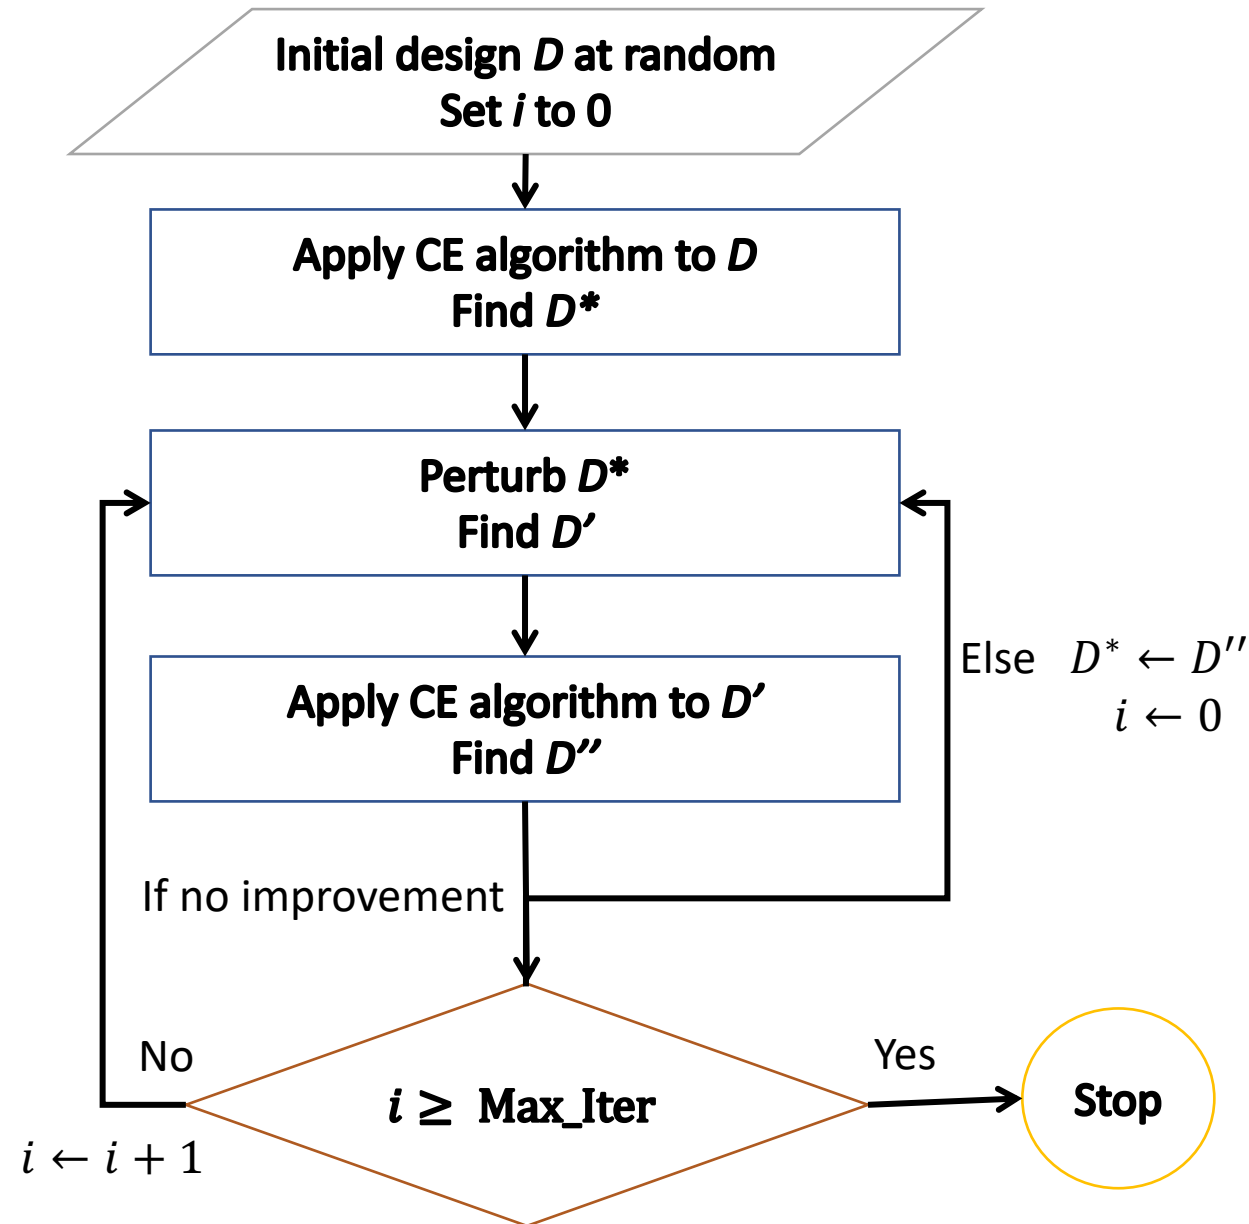 Initial design D at random
Set i to 0
Apply CE algorithm to D
Find D*
Perturb D*
Find D′
Apply CE algorithm to D′
Find D′′
Else D* ← D′′
i ← 0
If no improvement
No
Yes
i ≥ Max_Iter
Stop
i ← i + 1